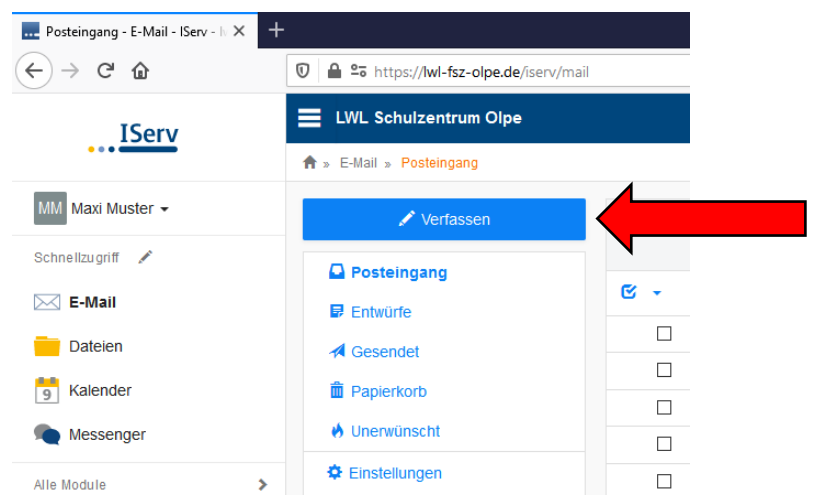 Posteingang - E-Mail - IServ -
https://lwl-fsz-olpe.de/iserv/mail
IServ
LWL Schulzentrum Olpe
E-Mail » Posteingang
MM Maxi Muster
Verfassen
Schnellzugriff
Posteingang
E-Mail
Entwürfe
Dateien
Gesendet
9 Kalender
Papierkorb
Messenger
Unerwünscht
Alle Module
Einstellungen